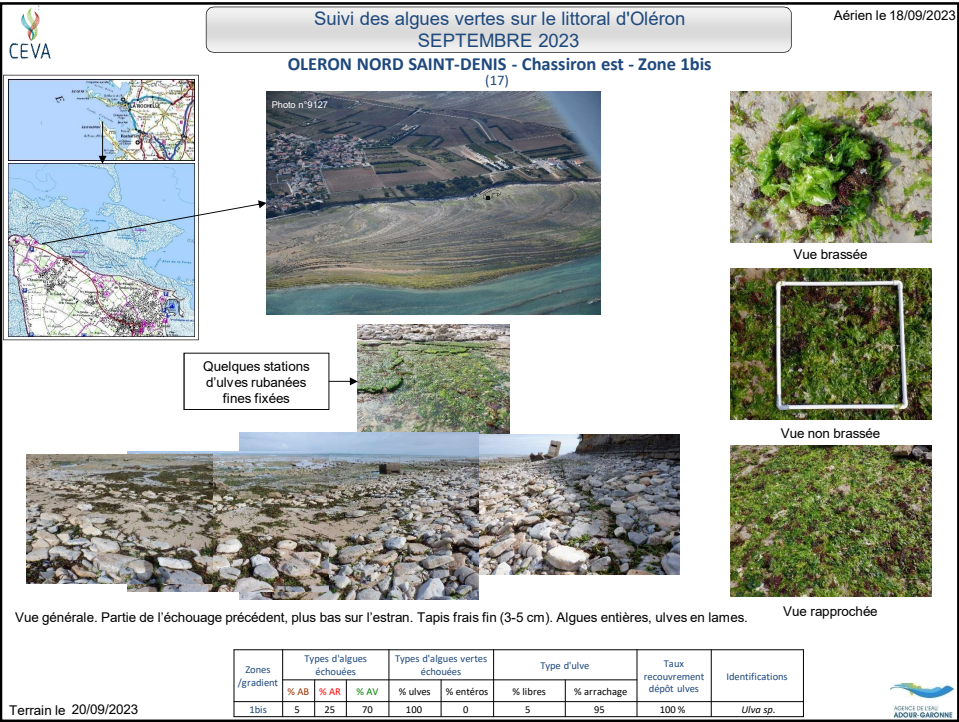 CEVA
Suivi des algues vertes sur le littoral d'Oléron
SEPTEMBRE 2023
Aérien le 18/09/2023
OLERON NORD SAINT-DENIS - Chassiron est - Zone 1bis
(17)
Photo n°9127
LA ROCHELLE
Vue brassée
Quelques stations
d'ulves rubanées
fines fixées
Vue non brassée
Vue rapprochée
Vue générale. Partie de l'échouage précédent, plus bas sur l'estran. Tapis frais fin (3-5 cm). Algues entières, ulves en lames.
Zones /gradient | Types d'algues échouées | Types d'algues vertes échouées | Type d'ulve | Taux recouvrement dépôt ulves | Identifications
% AB | % AR | % AV | % ulves | % entéros | % libres | % arrachage
1bis | 5 | 25 | 70 | 100 | 0 | 5 | 95 | 100 % | Ulva sp.
Terrain le 20/09/2023
AGENCE DE L'EAU
ADOUR-GARONNE